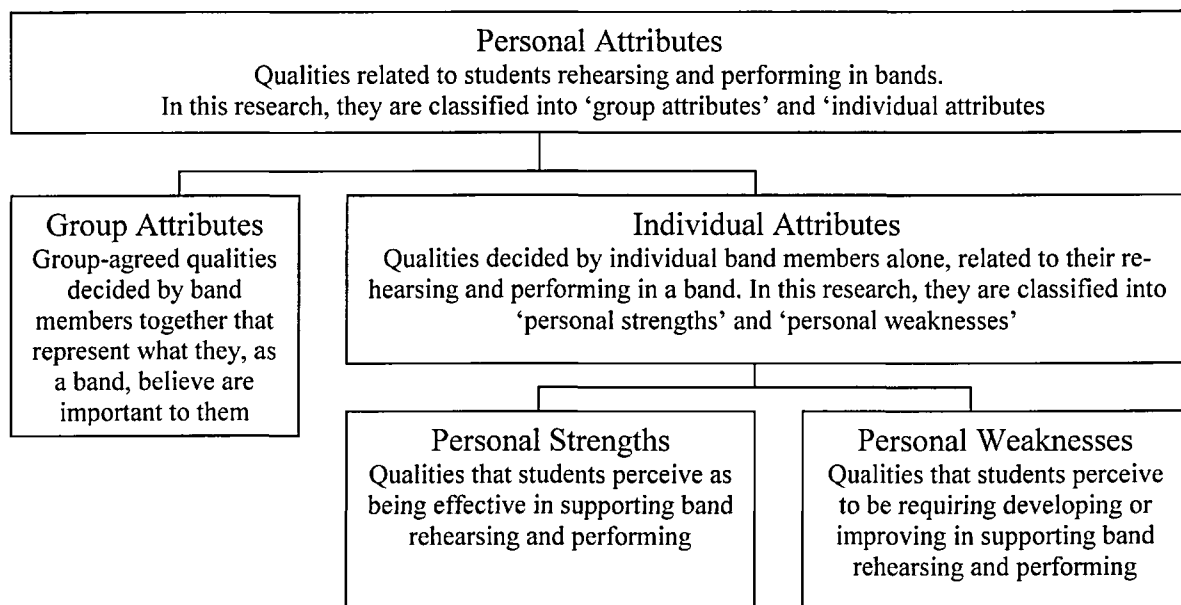 Personal Attributes
Qualities related to students rehearsing and performing in bands.
In this research, they are classified into ‘group attributes’ and ‘individual attributes
Group Attributes
Group-agreed qualities
decided by band
members together that
represent what they, as
a band, believe are
important to them
Individual Attributes
Qualities decided by individual band members alone, related to their re-
hearsing and performing in a band. In this research, they are classified into
‘personal strengths’ and ‘personal weaknesses’
Personal Strengths
Qualities that students perceive as
being effective in supporting band
rehearsing and performing
Personal Weaknesses
Qualities that students perceive
to be requiring developing or
improving in supporting band
rehearsing and performing